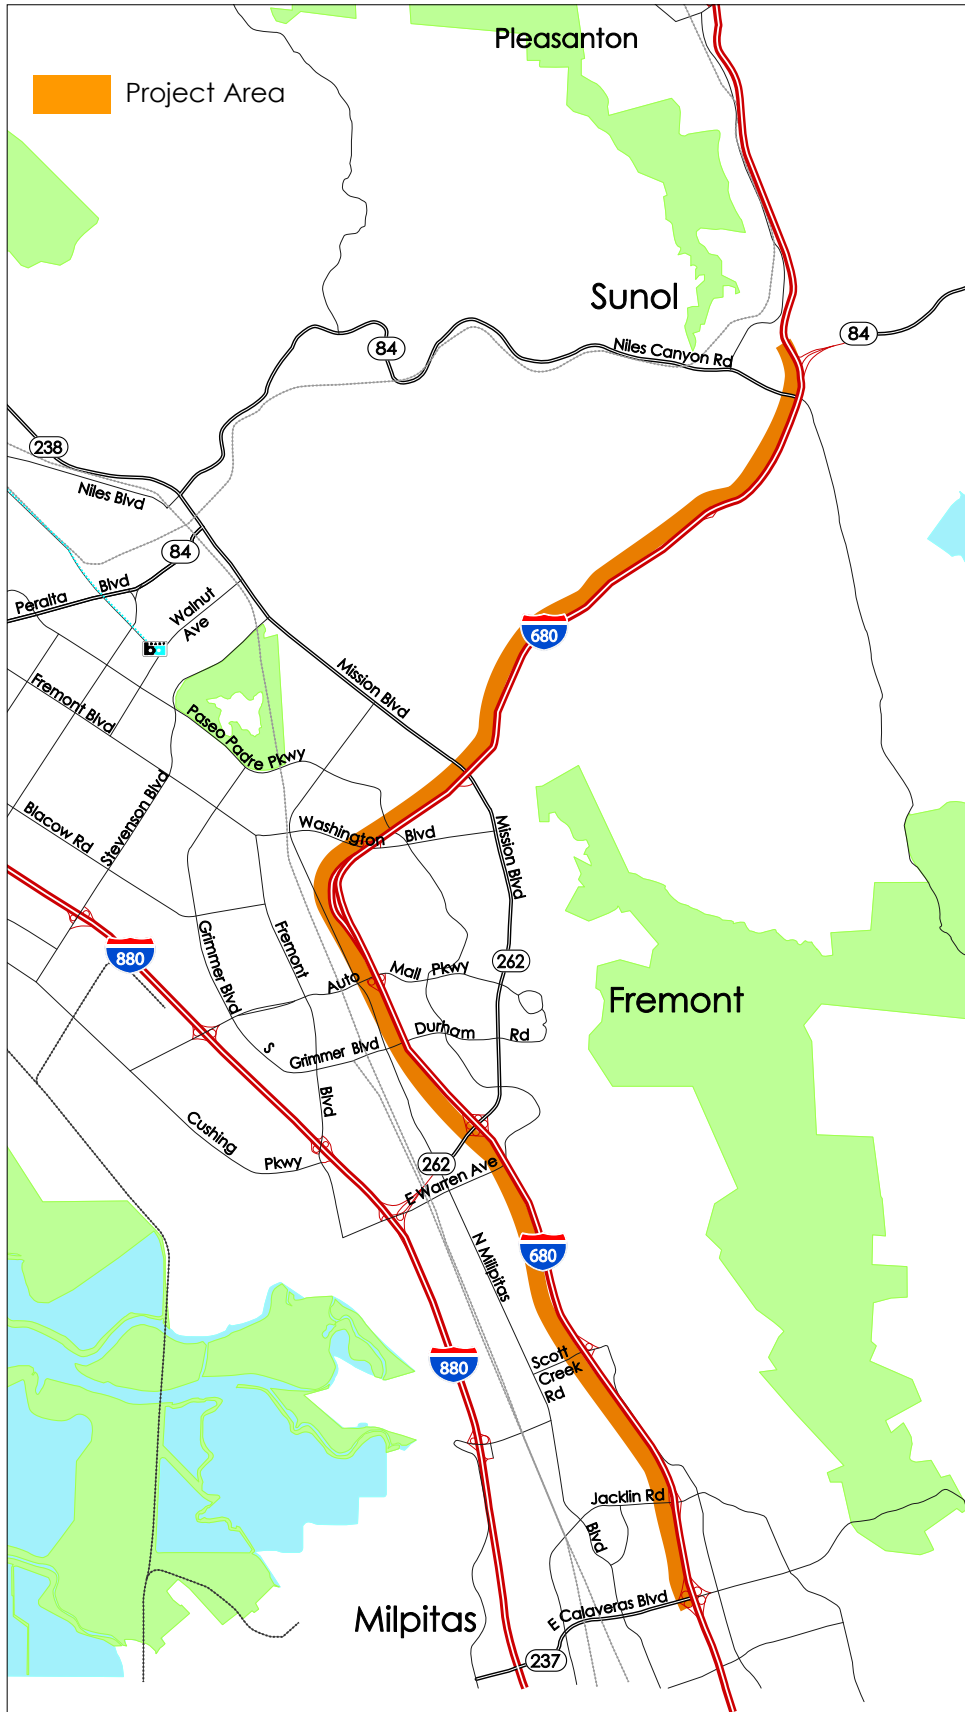 Pleasanton
Project Area
Sunol
84
84
Niles Canyon Rd
238
Niles Blvd
84
Peralta Blvd
Walnut
Ave
680
Mission Blvd
Fremont Blvd
Paseo Padre Pkwy
Stevenson Blvd
Blacow Rd
Washington Blvd
Mission Blvd
880
Grimmer Blvd
Fremont
262
Auto Mall Pkwy
Fremont
S Grimmer Blvd
Durham Rd
Blvd
Cushing Pkwy
262
E Warren Ave
N Milipitas
680
880
Scott
Creek
Rd
Jacklin Rd
Blvd
E Calaveras Blvd
Milpitas
237